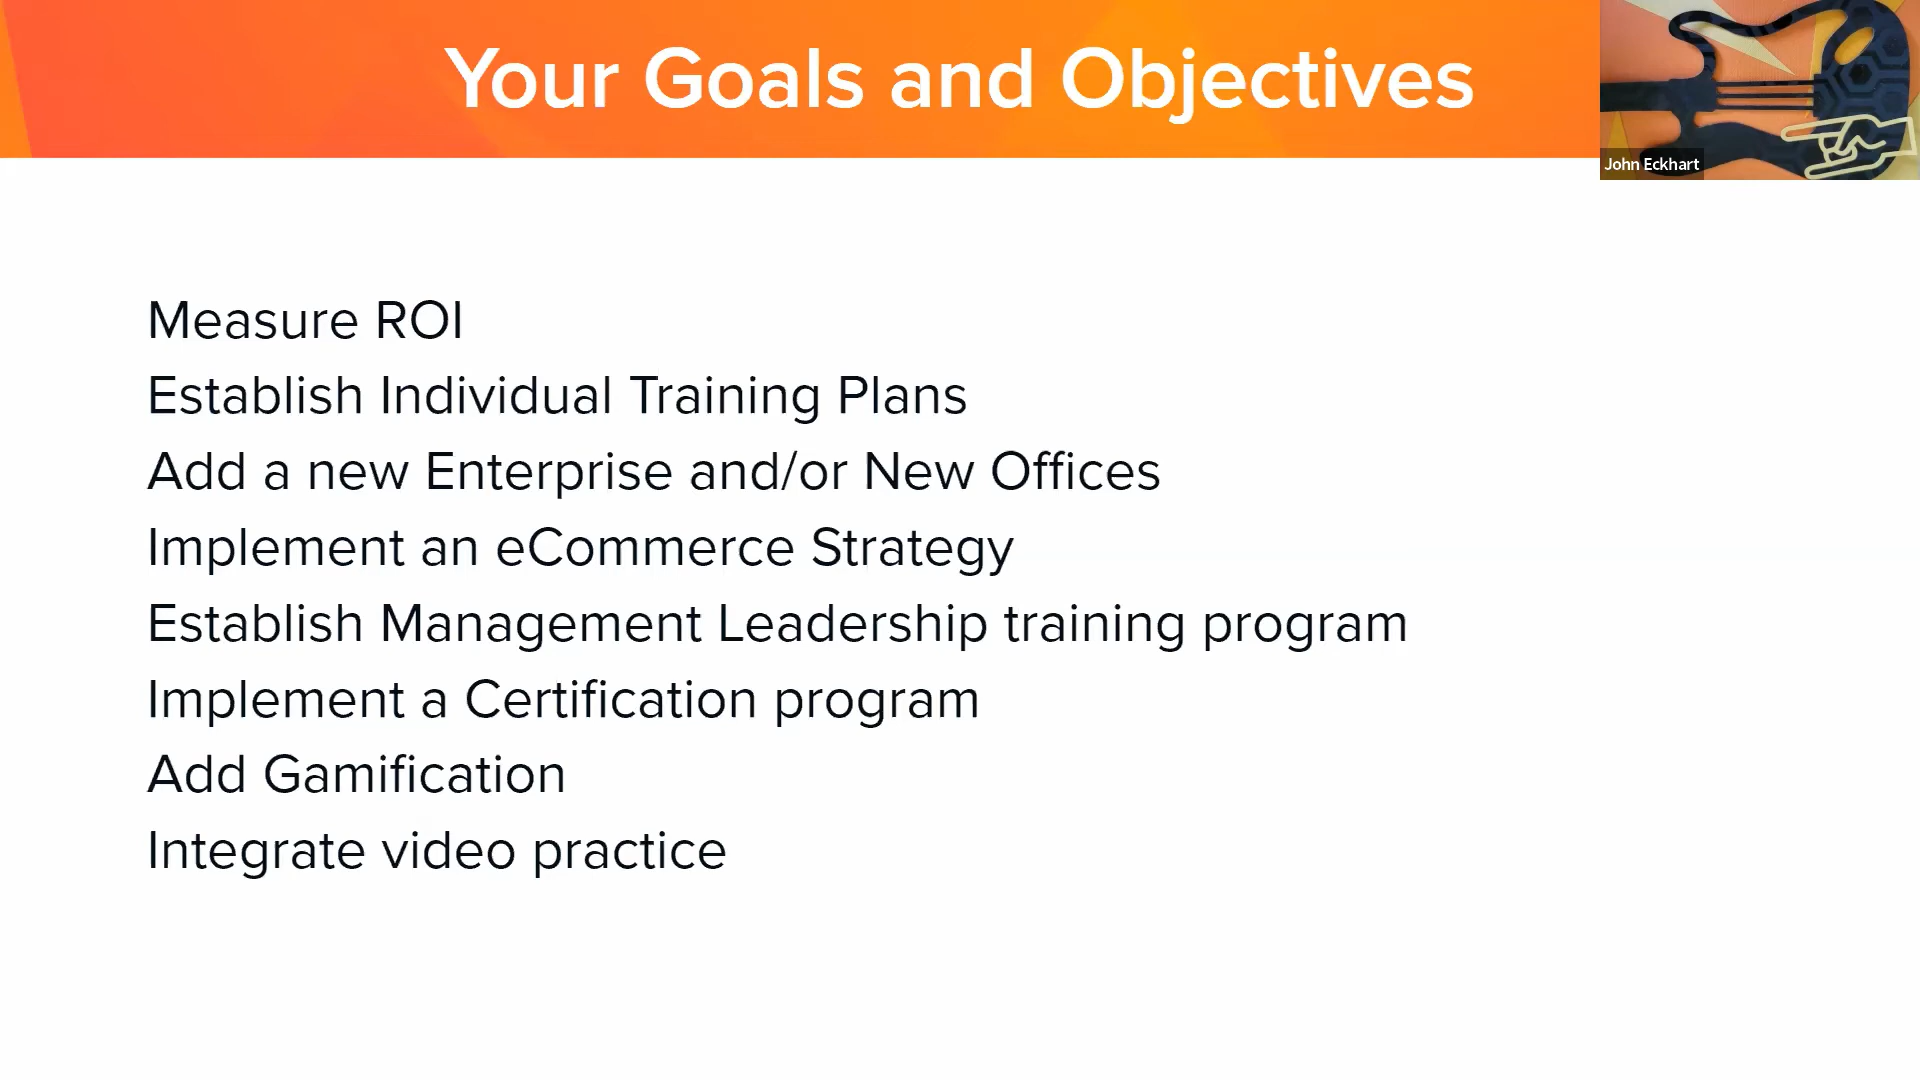 Your Goals and Objectives
John Eckhart
Measure ROI
Establish Individual Training Plans
Add a new Enterprise and/or New Offices
Implement an eCommerce Strategy
Establish Management Leadership training program
Implement a Certification program
Add Gamification
Integrate video practice